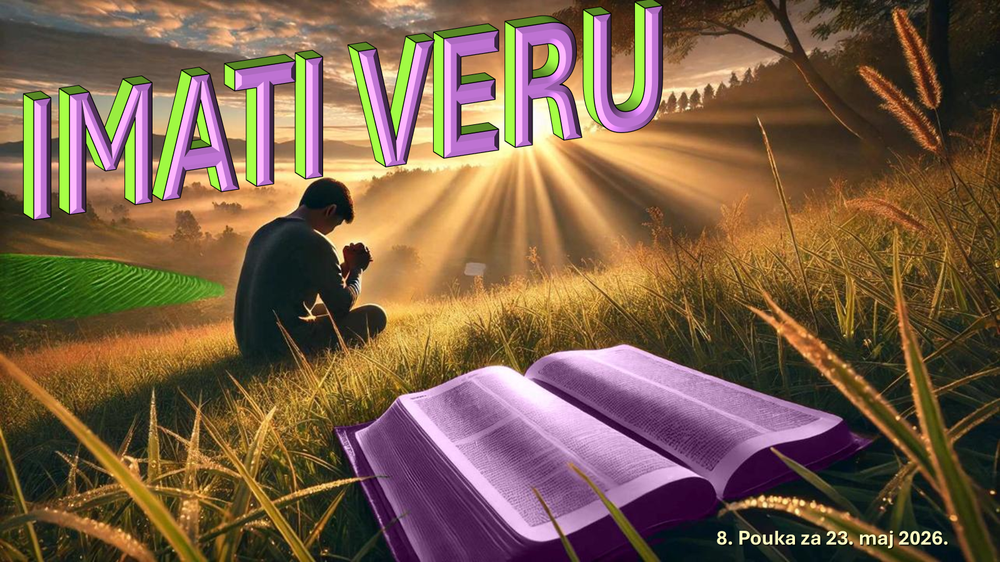 IMATI VERU
8. Pouka za 23. maj 2026.